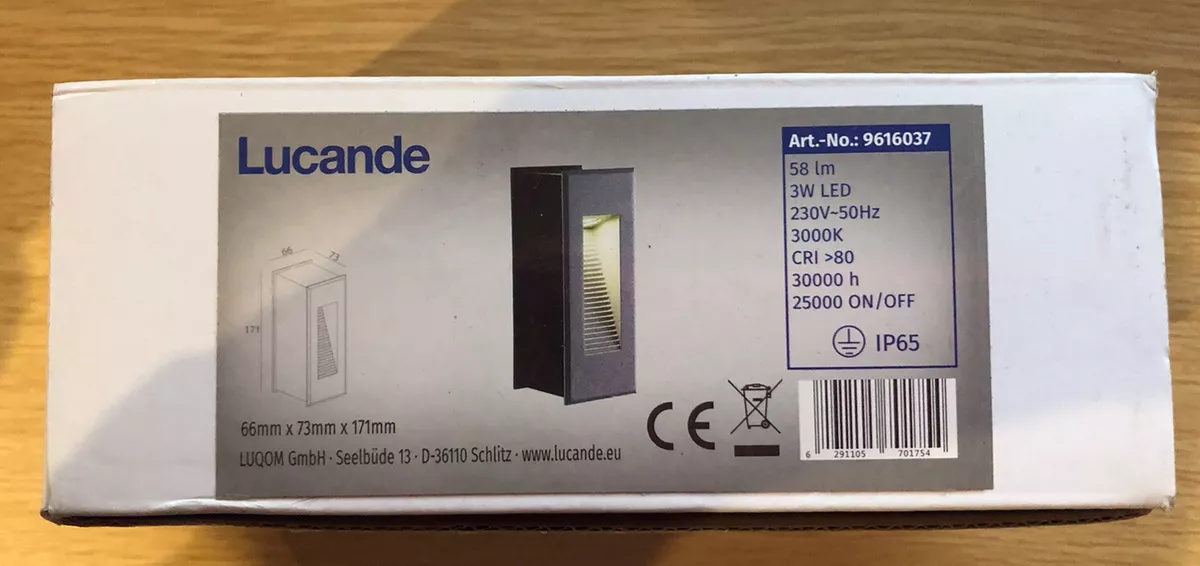 Lucande
Art.-No.: 9616037
58 lm
3W LED
230V~50Hz
3000K
CRI >80
30000 h
25000 ON/OFF
IP65
66
73
171
66mm x 73mm x 171mm
LUQOM GmbH · Seelbüde 13 · D-36110 Schlitz · www.lucande.eu
CE
6 291105 701754